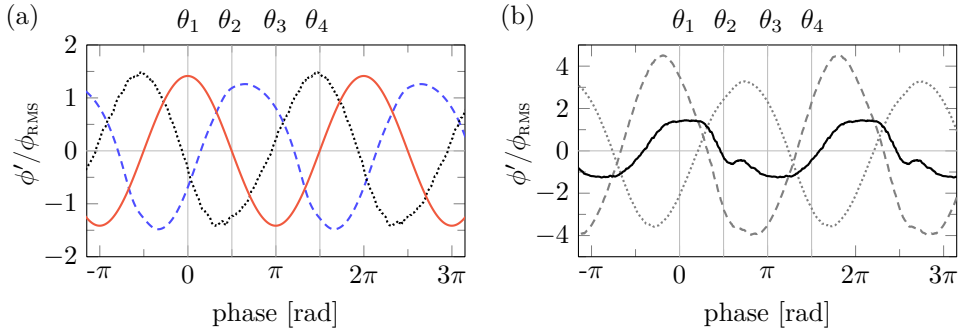 (a)
θ₁ θ₂ θ₃ θ₄
2
1
0
−1
−2
ϕ′/ϕRMS
-π 0 π 2π 3π
phase [rad]
(b)
θ₁ θ₂ θ₃ θ₄
4
2
0
−2
−4
ϕ′/ϕRMS
-π 0 π 2π 3π
phase [rad]